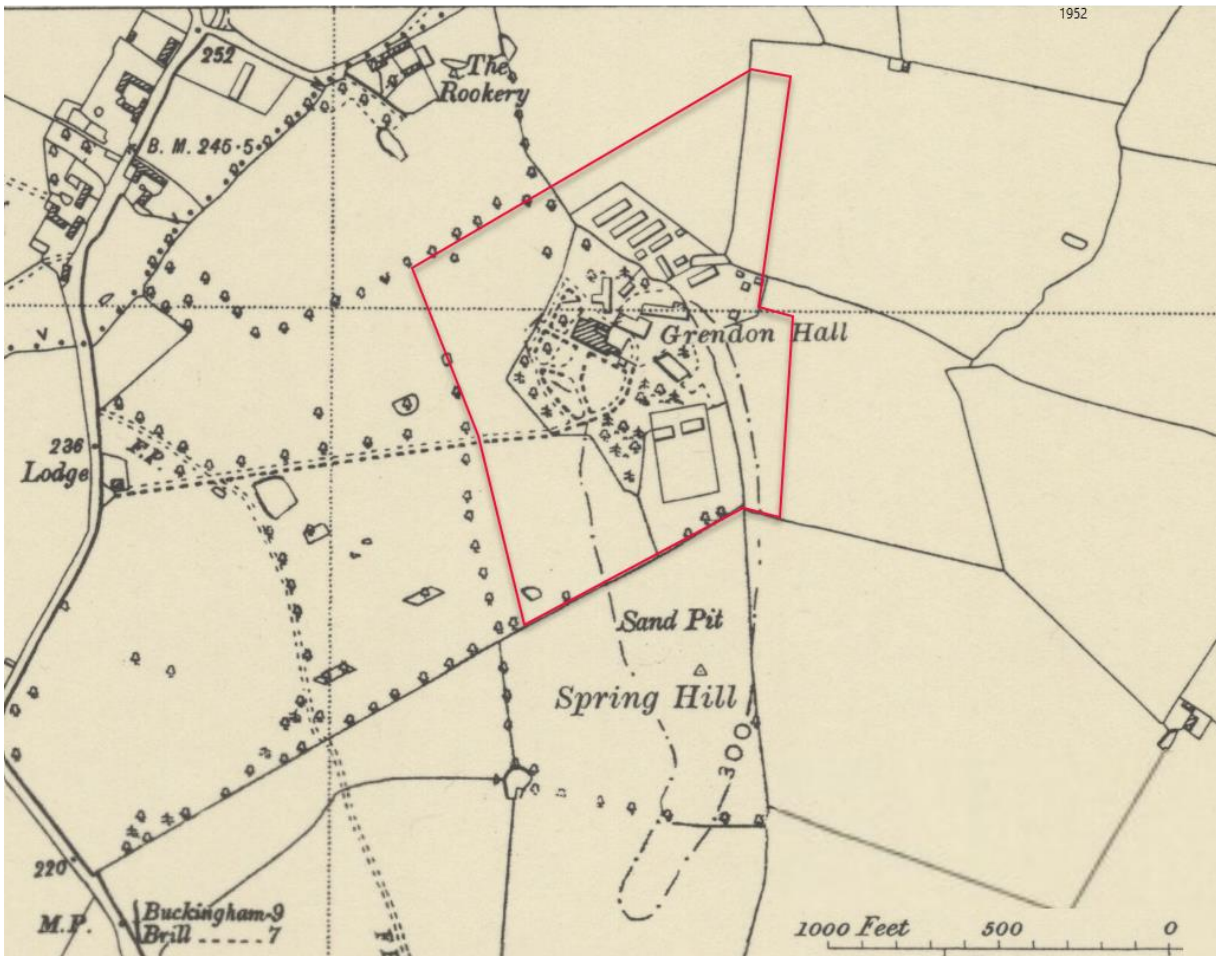 1952
252
The
Rookery
B. M. 245·5
Grendon Hall
F.P.
236
Lodge
Sand Pit
Spring Hill
300
220
M.P.
Buckingham 9
Brill ------ 7
1000 Feet 500 0